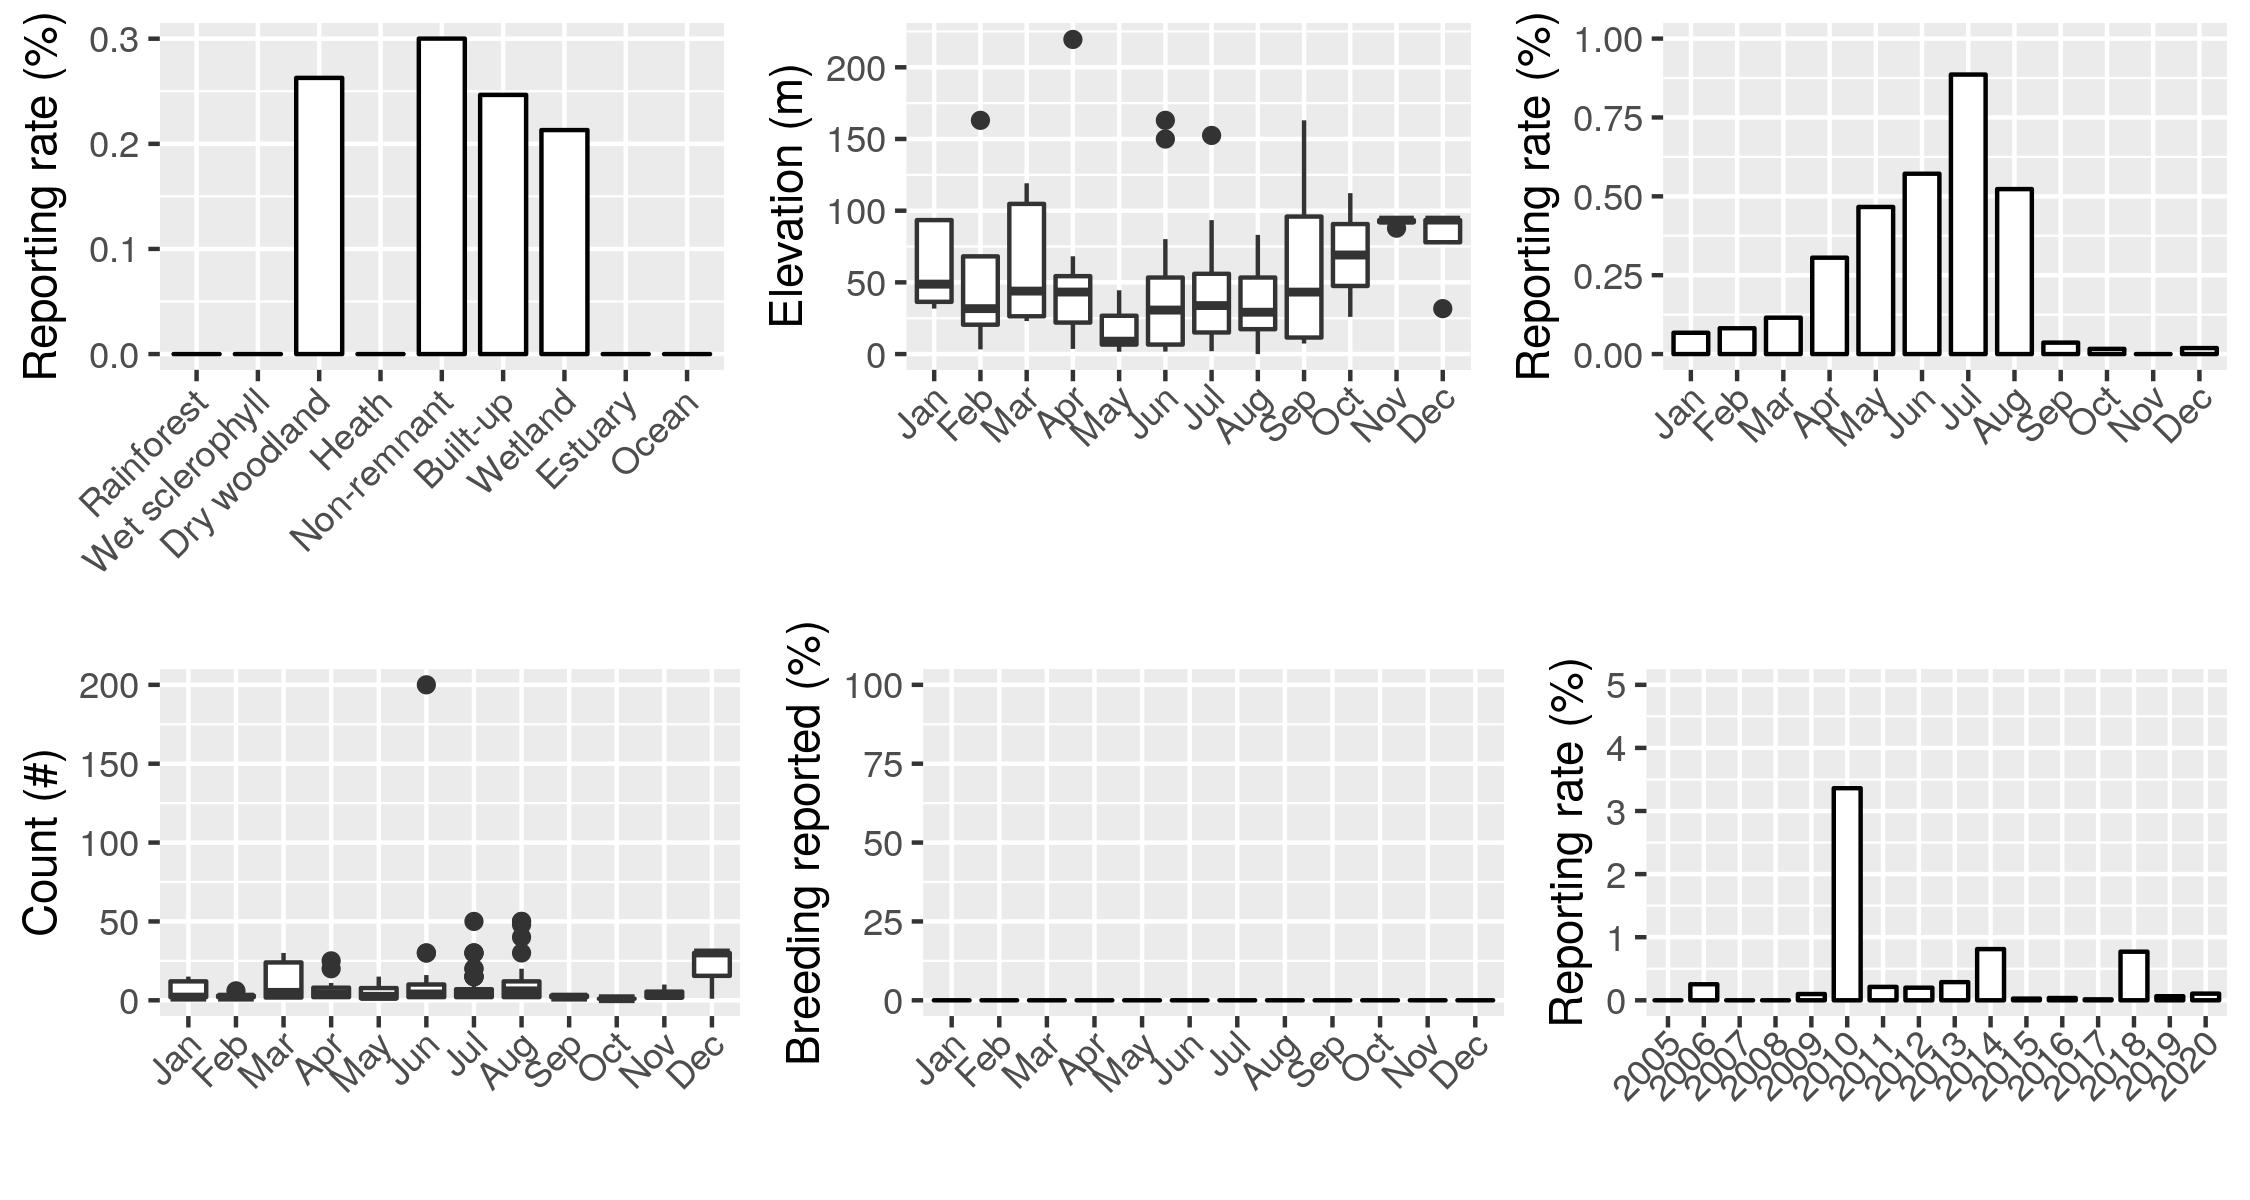 Reporting rate (%)
0.3
0.2
0.1
0.0
Rainforest
Wet sclerophyll
Dry woodland
Heath
Non-remnant
Built-up
Wetland
Estuary
Ocean
Elevation (m)
200
150
100
50
0
Jan
Feb
Mar
Apr
May
Jun
Jul
Aug
Sep
Oct
Nov
Dec
Reporting rate (%)
1.00
0.75
0.50
0.25
0.00
Jan
Feb
Mar
Apr
May
Jun
Jul
Aug
Sep
Oct
Nov
Dec
Count (#)
200
150
100
50
0
Jan
Feb
Mar
Apr
May
Jun
Jul
Aug
Sep
Oct
Nov
Dec
Breeding reported (%)
100
75
50
25
0
Jan
Feb
Mar
Apr
May
Jun
Jul
Aug
Sep
Oct
Nov
Dec
Reporting rate (%)
5
4
3
2
1
0
2005
2006
2007
2008
2009
2010
2011
2012
2013
2014
2015
2016
2017
2018
2019
2020